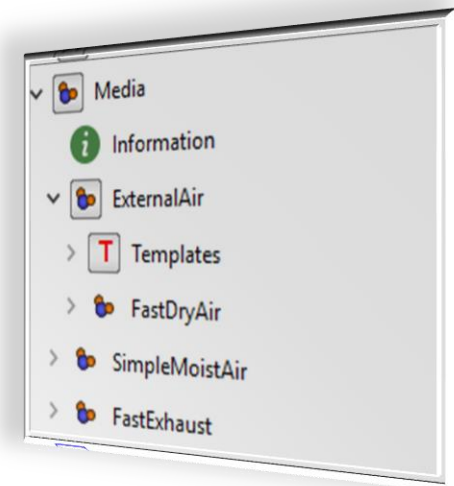 Media
i Information
ExternalAir
T Templates
FastDryAir
SimpleMoistAir
FastExhaust